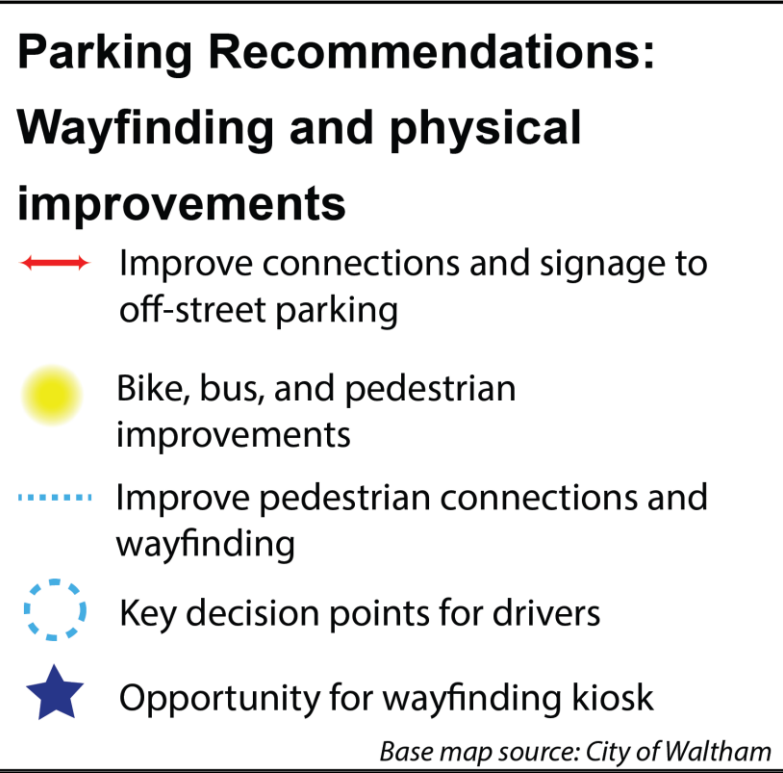 Parking Recommendations:
Wayfinding and physical
improvements
Improve connections and signage to
off-street parking
Bike, bus, and pedestrian
improvements
Improve pedestrian connections and
wayfinding
Key decision points for drivers
Opportunity for wayfinding kiosk
Base map source: City of Waltham